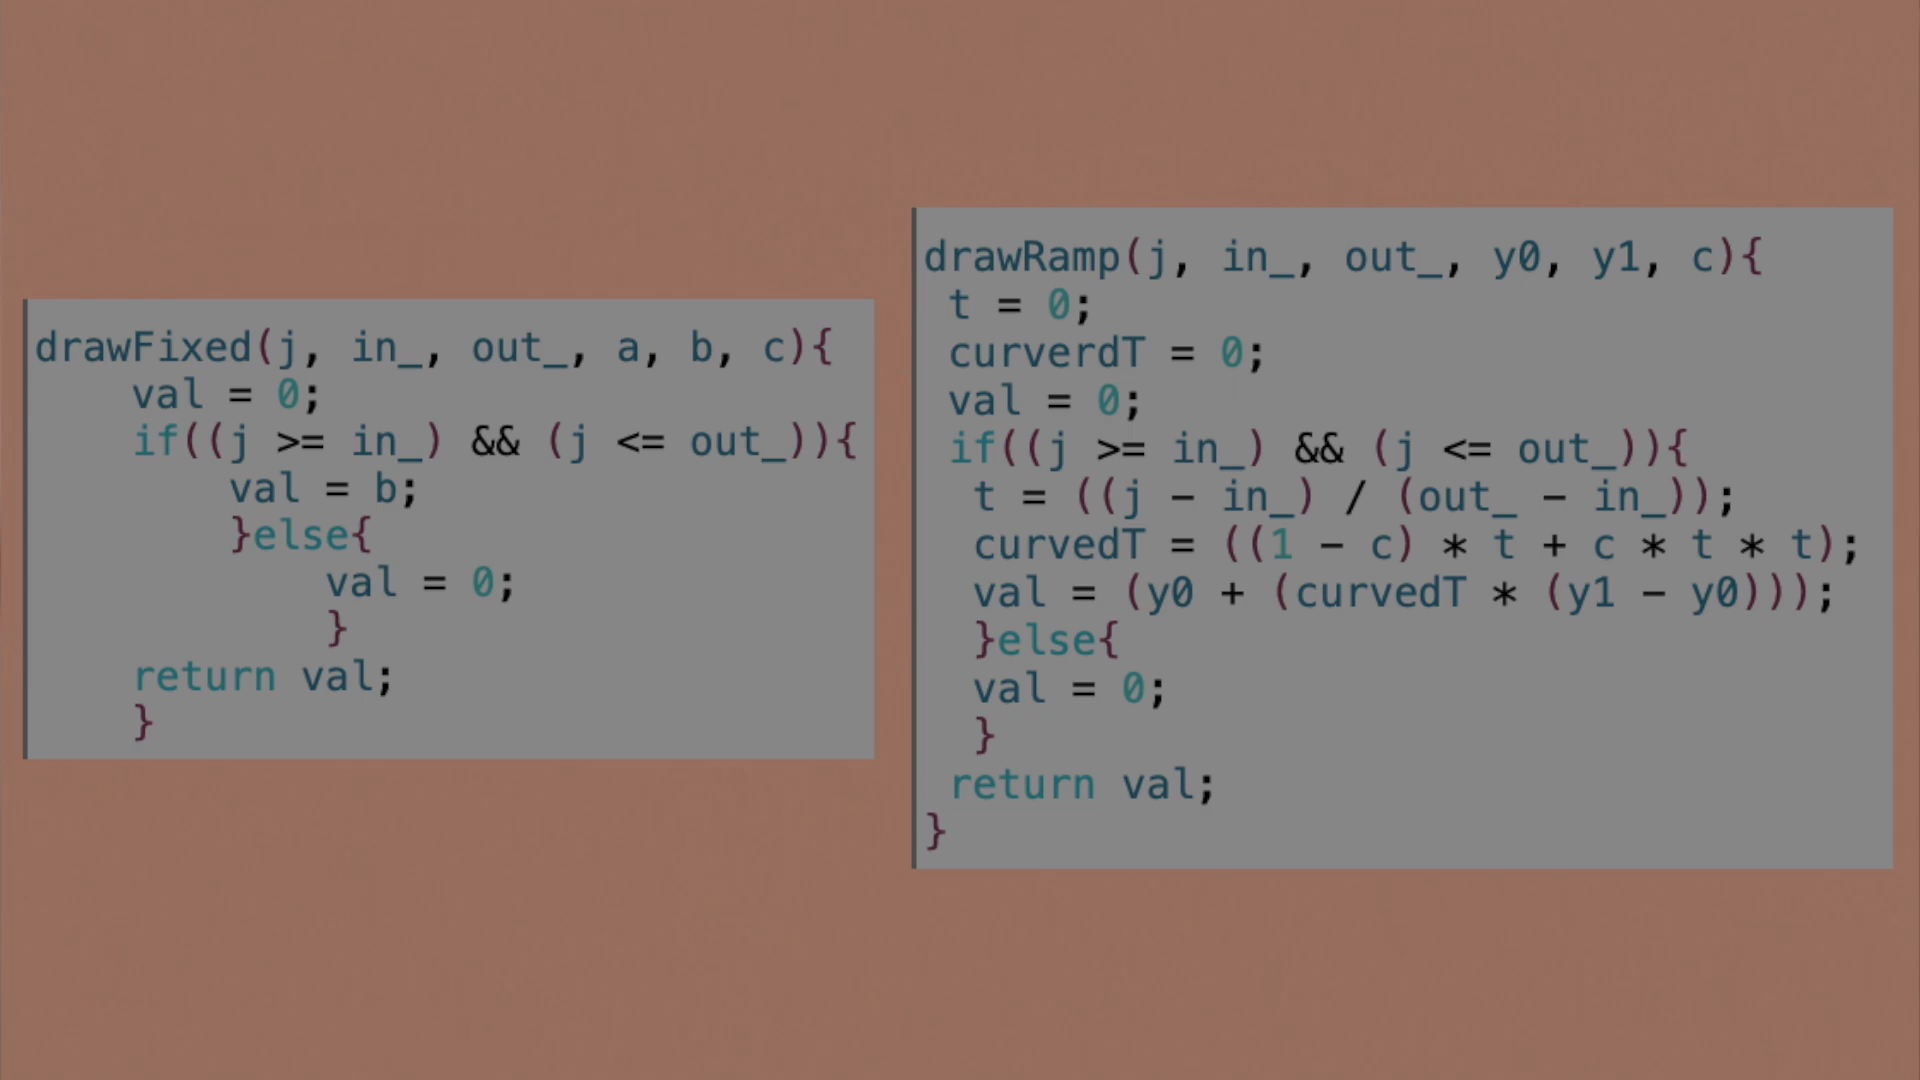 drawFixed(j, in_, out_, a, b, c){
val = 0;
if((j >= in_) && (j <= out_)){
val = b;
}else{
val = 0;
}
return val;
}
drawRamp(j, in_, out_, y0, y1, c){
t = 0;
curverdT = 0;
val = 0;
if((j >= in_) && (j <= out_)){
t = ((j - in_) / (out_ - in_));
curvedT = ((1 - c) * t + c * t * t);
val = (y0 + (curvedT * (y1 - y0)));
}else{
val = 0;
}
return val;
}